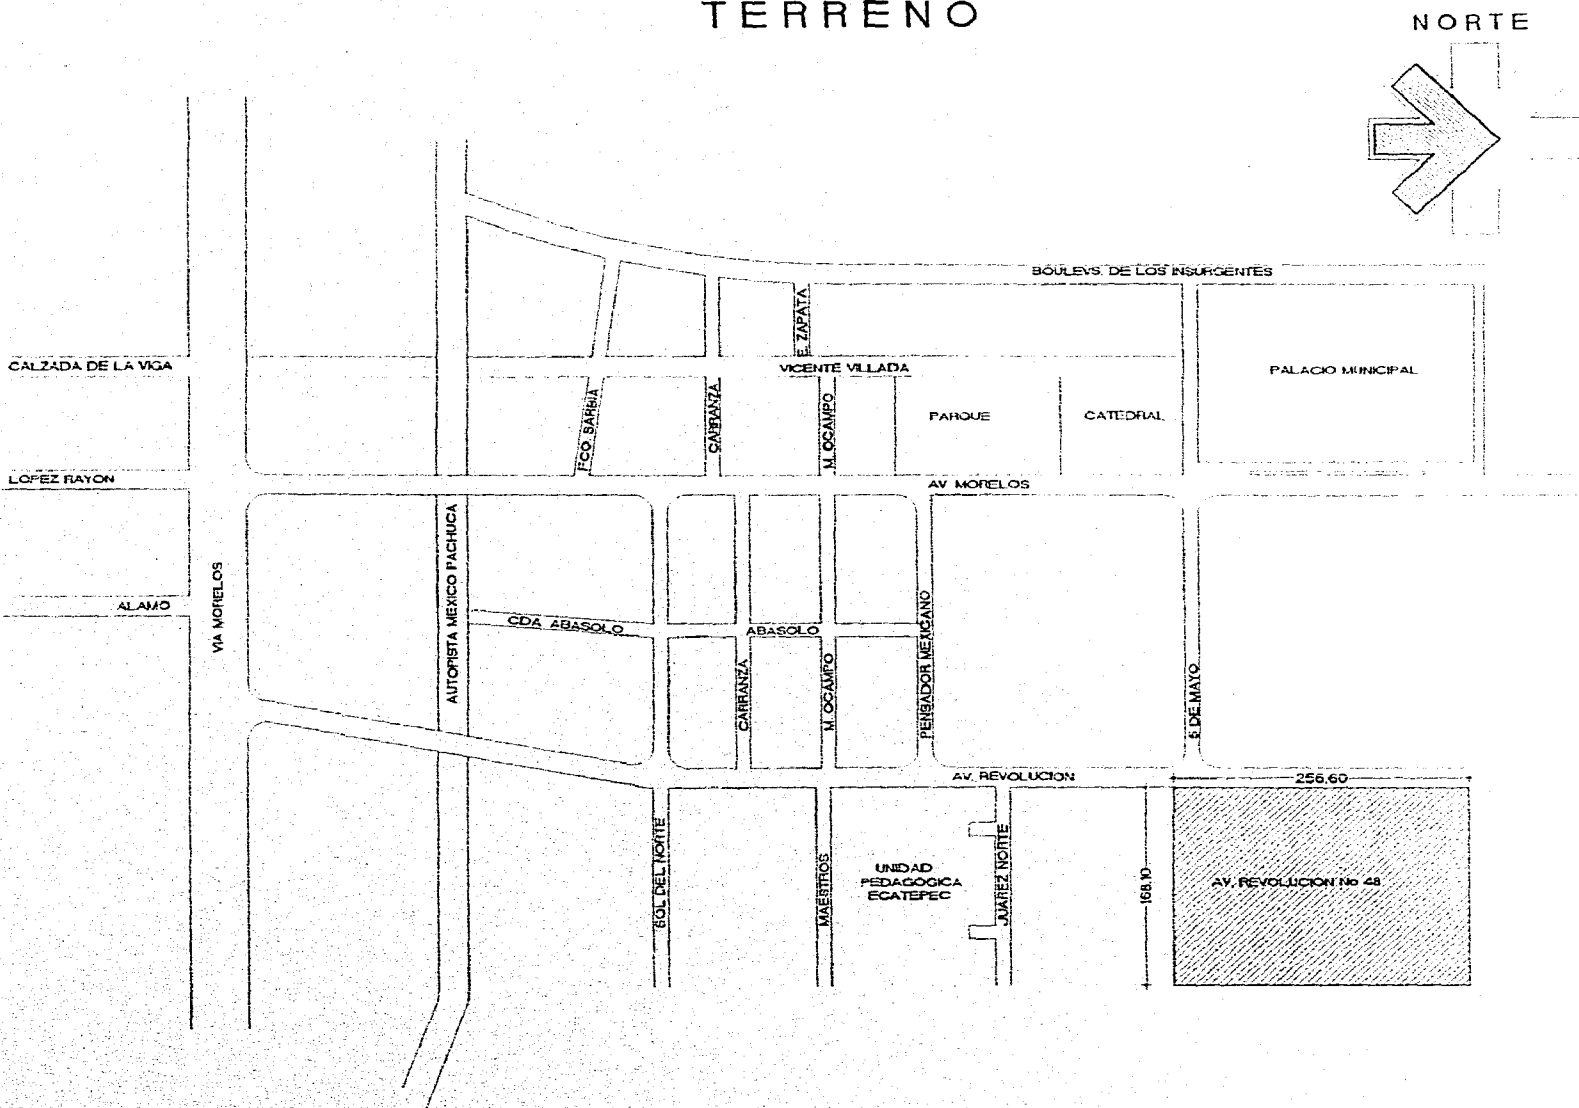 TERRENO
NORTE
BOULEVS. DE LOS INSURGENTES
E. ZAPATA
CALZADA DE LA VIGA
VICENTE VILLADA
PALACIO MUNICIPAL
FCO. SARBIA
CARRANZA
M. OCAMPO
PARQUE
CATEDRAL
LOPEZ RAYON
AV. MORELOS
VIA MORELOS
AUTOPISTA MEXICO PACHUCA
ALAMO
CDA. ABASOLO
ABASOLO
CARRANZA
M. OCAMPO
PENSADOR MEXICANO
5 DE MAYO
AV. REVOLUCION
256.60
SOL DEL NORTE
MAESTROS
UNIDAD
PEDAGOGICA
ECATEPEC
JUAREZ NORTE
168.10
AV. REVOLUCION No 48